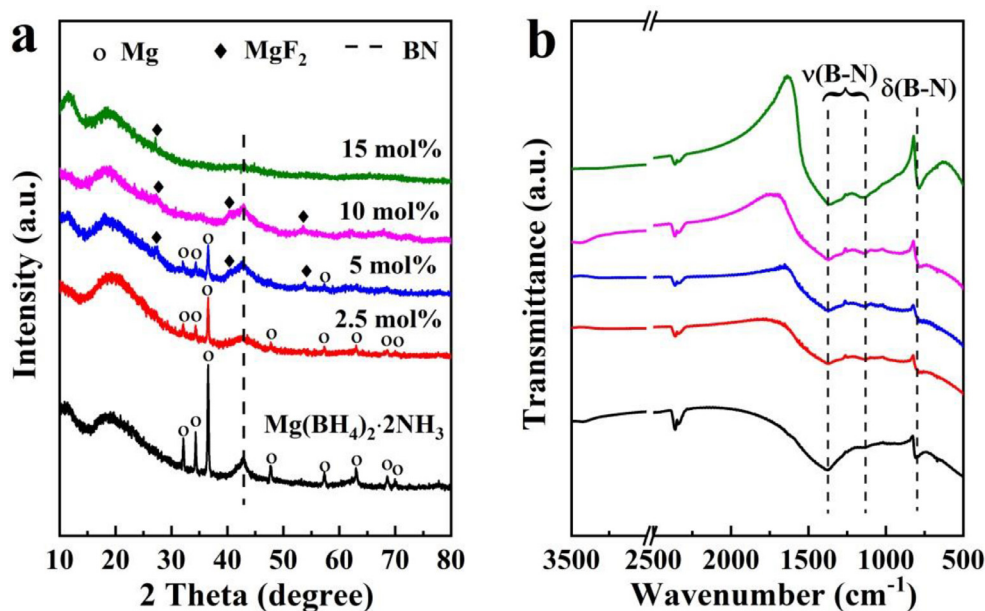 a
o Mg ◆ MgF₂ --- BN
15 mol%
10 mol%
5 mol%
2.5 mol%
Mg(BH₄)₂·2NH₃
Intensity (a.u.)
10 20 30 40 50 60 70 80
2 Theta (degree)
b
ν(B-N)
δ(B-N)
Transmittance (a.u.)
3500 2500 2000 1500 1000 500
Wavenumber (cm⁻¹)